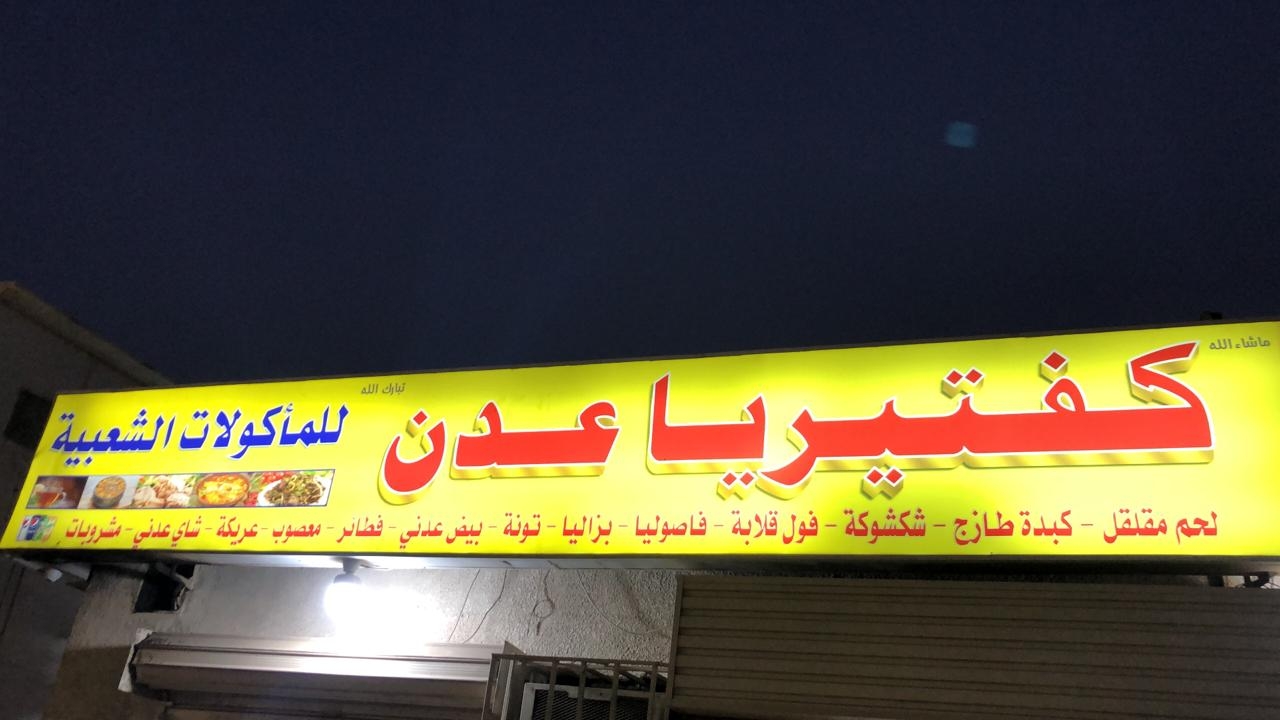 ماشاء الله
تبارك الله
كفتيريا عدن
للمأكولات الشعبية
لحم مقلقل - كبدة طازج - شكشوكة - فول قلابة - فاصوليا - بزاليا - تونة - بيض عدني - فطائر - معصوب - عريكة - شاي عدني - مشروبات